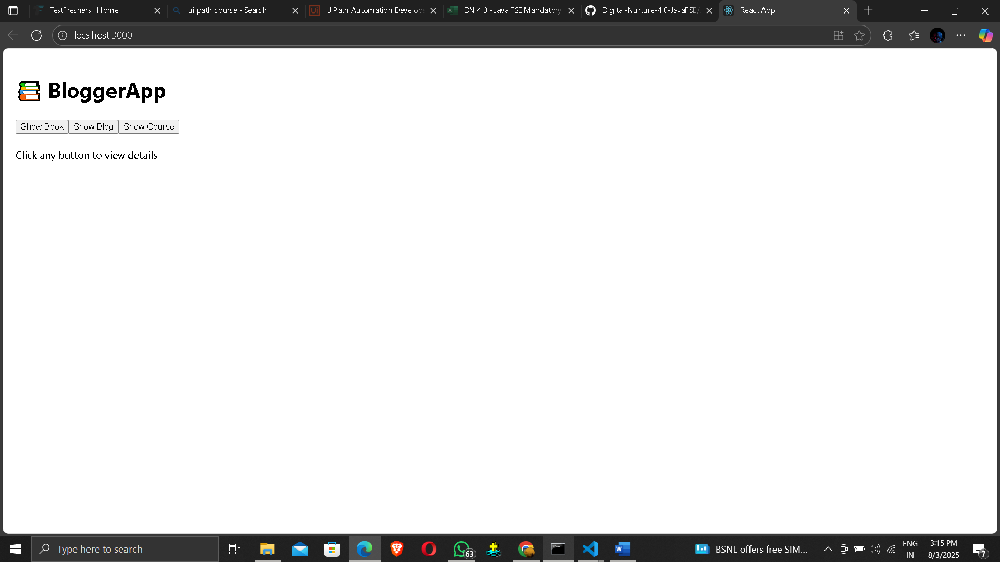 TestFreshers | Home
ui path course - Search
UiPath Automation Develope
DN 4.0 - Java FSE Mandatory
Digital-Nurture-4.0-JavaFSE/
React App
localhost:3000
BloggerApp
Show Book Show Blog Show Course
Click any button to view details
Type here to search
63
BSNL offers free SIM...
ENG
IN
3:15 PM
8/3/2025
7